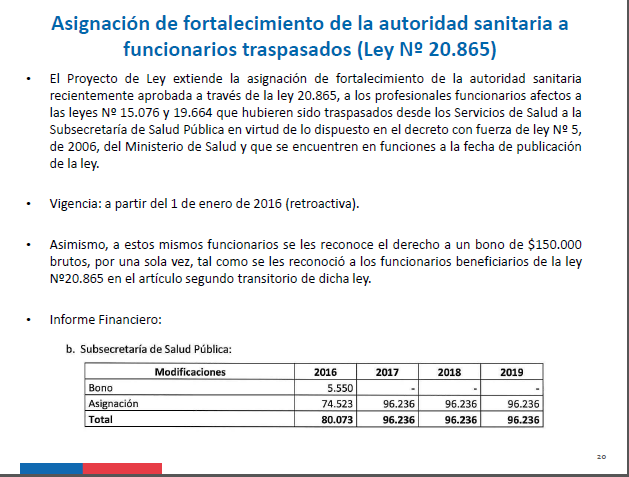 Asignación de fortalecimiento de la autoridad sanitaria a
funcionarios traspasados (Ley Nº 20.865)
• El Proyecto de Ley extiende la asignación de fortalecimiento de la autoridad sanitaria
recientemente aprobada a través de la ley 20.865, a los profesionales funcionarios afectos a
las leyes Nº 15.076 y 19.664 que hubieren sido traspasados desde los Servicios de Salud a la
Subsecretaría de Salud Pública en virtud de lo dispuesto en el decreto con fuerza de ley Nº 5,
de 2006, del Ministerio de Salud y que se encuentren en funciones a la fecha de publicación
de la ley.
• Vigencia: a partir del 1 de enero de 2016 (retroactiva).
• Asimismo, a estos mismos funcionarios se les reconoce el derecho a un bono de $150.000
brutos, por una sola vez, tal como se les reconoció a los funcionarios beneficiarios de la ley
Nº20.865 en el artículo segundo transitorio de dicha ley.
• Informe Financiero:
b. Subsecretaría de Salud Pública:
Modificaciones 2016 2017 2018 2019
Bono 5.550 - - -
Asignación 74.523 96.236 96.236 96.236
Total 80.073 96.236 96.236 96.236
20